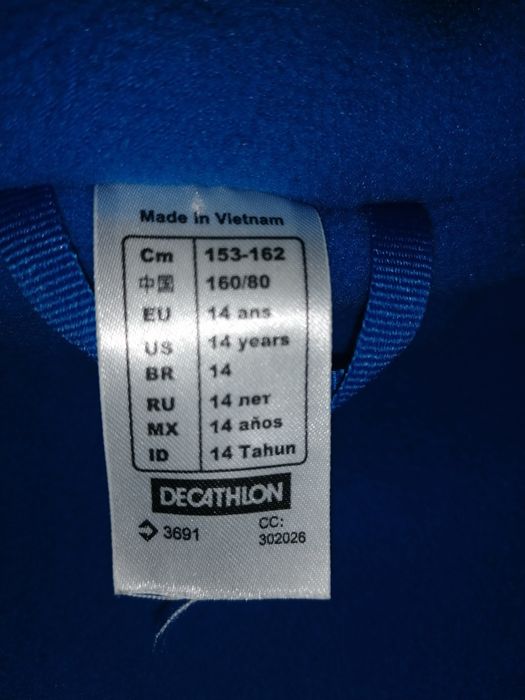 Made in Vietnam
Cm 153-162
中国 160/80
EU 14 ans
US 14 years
BR 14
RU 14 лет
MX 14 años
ID 14 Tahun
DECATHLON
3691 CC:
302026